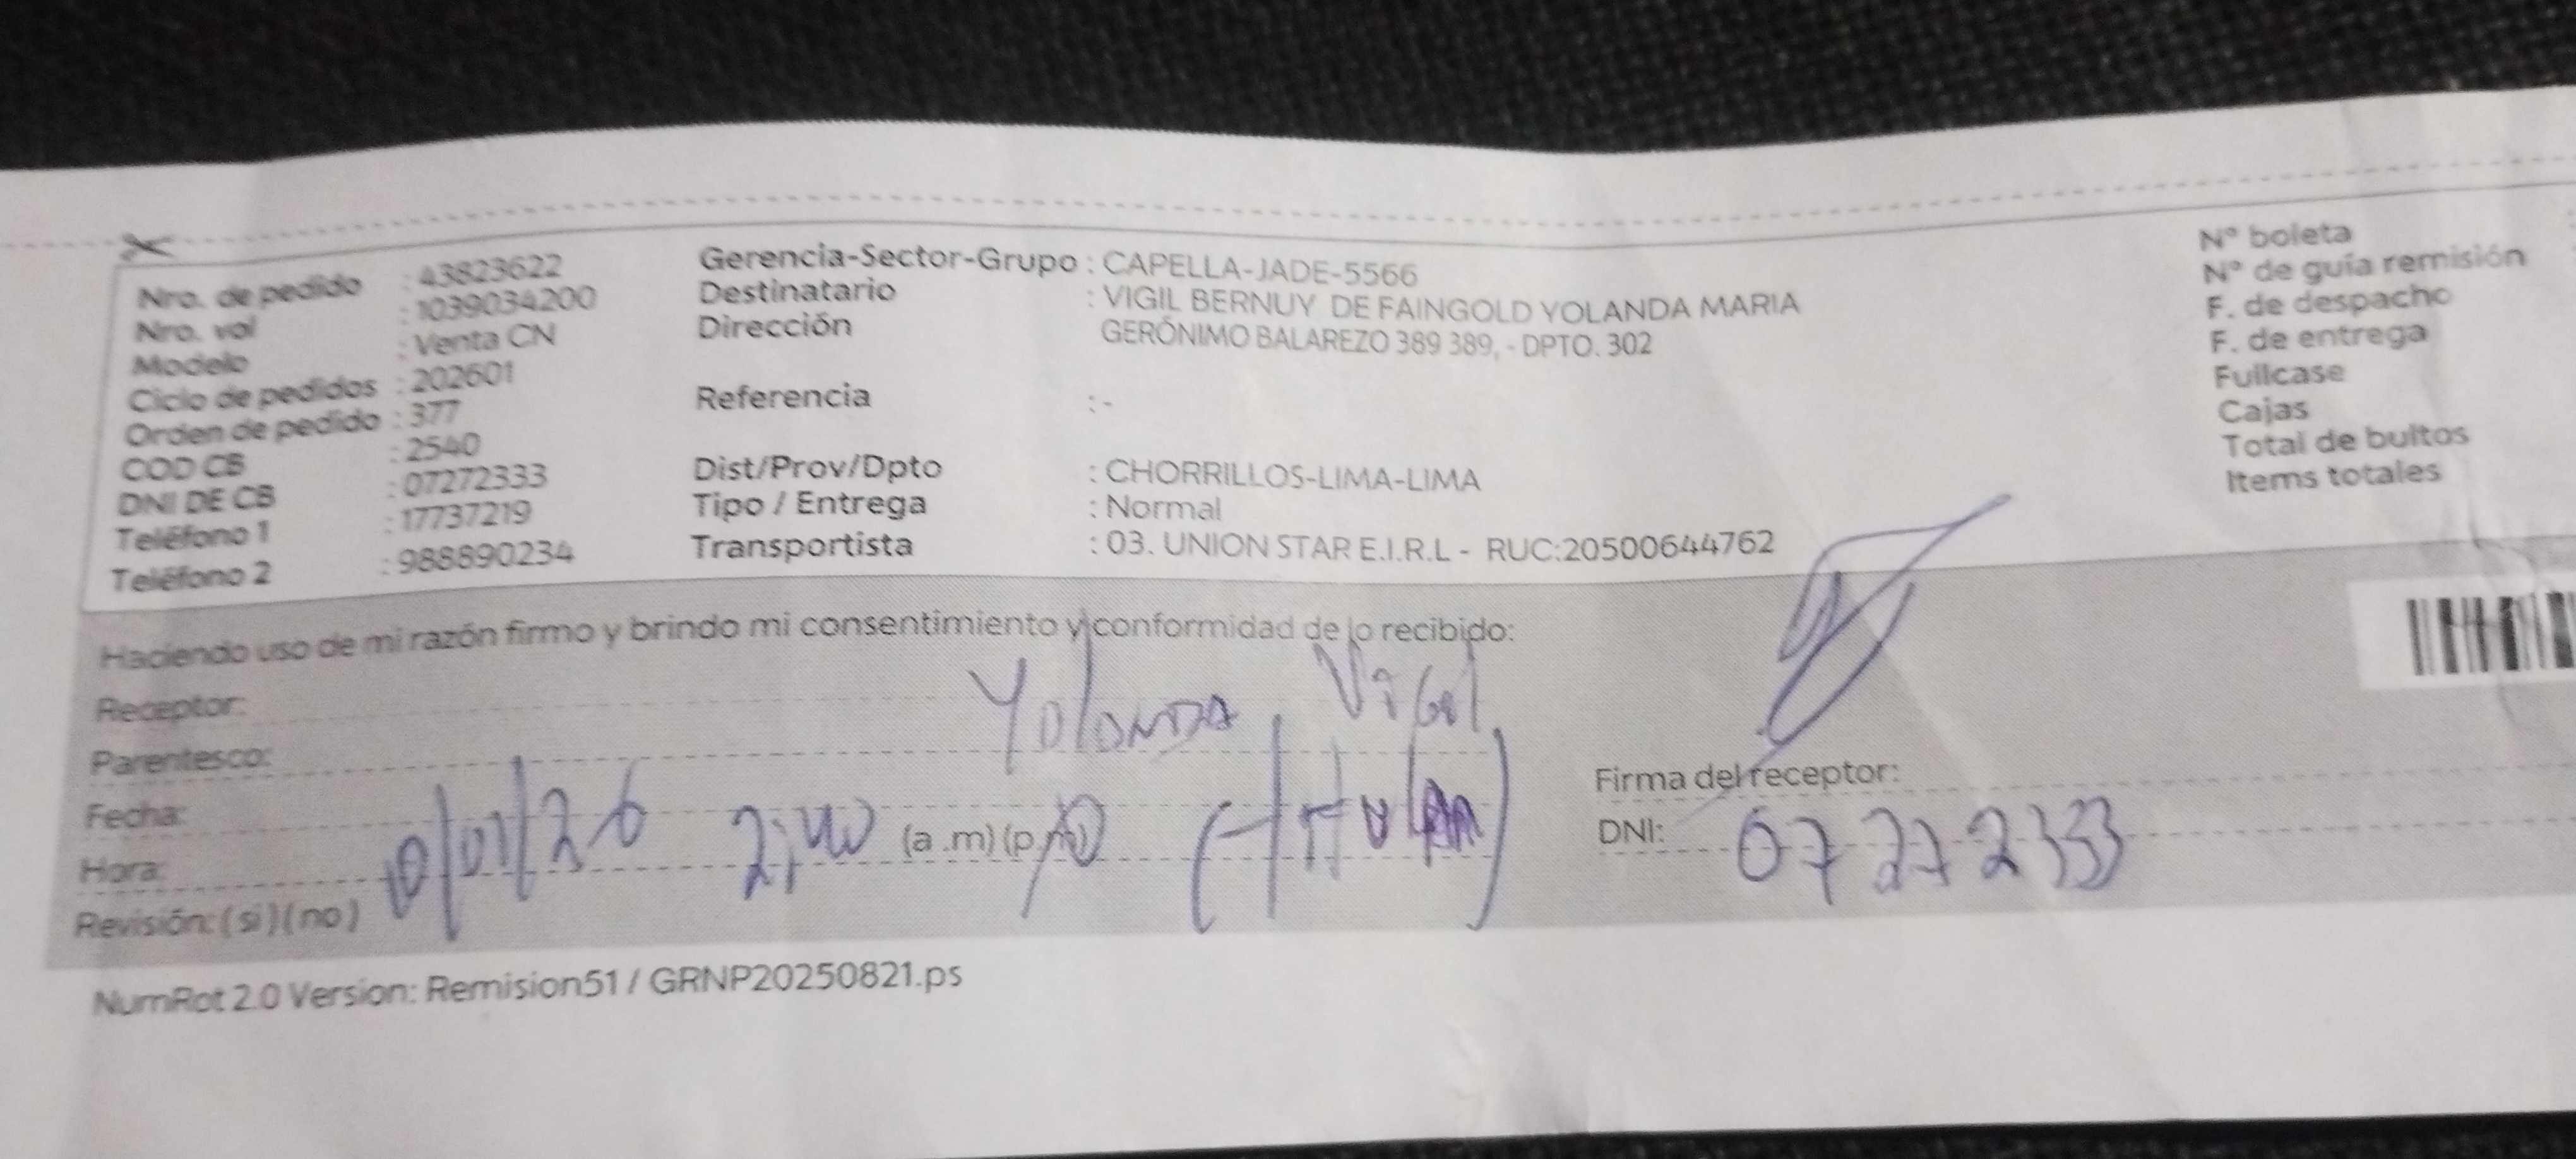 Nro. de pedido : 43823622
Nro. vol : 1039034200
Modelo : Venta CN
Ciclo de pedidos : 202601
Orden de pedido : 377
COD CB : 2540
DNI DE CB : 07272333
Teléfono 1 : 17737219
Teléfono 2 : 988890234
Gerencia-Sector-Grupo : CAPELLA-JADE-5566
Destinatario : VIGIL BERNUY DE FAINGOLD YOLANDA MARIA
Dirección GERÓNIMO BALAREZO 389 389, - DPTO. 302
Referencia : -
Dist/Prov/Dpto : CHORRILLOS-LIMA-LIMA
Tipo / Entrega : Normal
Transportista : 03. UNION STAR E.I.R.L - RUC:20500644762
N° boleta
N° de guía remisión
F. de despacho
F. de entrega
Fullcase
Cajas
Total de bultos
Items totales
Haciendo uso de mi razón firmo y brindo mi consentimiento y conformidad de lo recibido:
Receptor: Yolanda Vigil
Parentesco:
Fecha: 10/01/26
Hora: (a .m) (p.
Revisión: ( si ) ( no )
Firma del receptor:
DNI: 07272333
NumRot 2.0 Version: Remision51 / GRNP20250821.ps